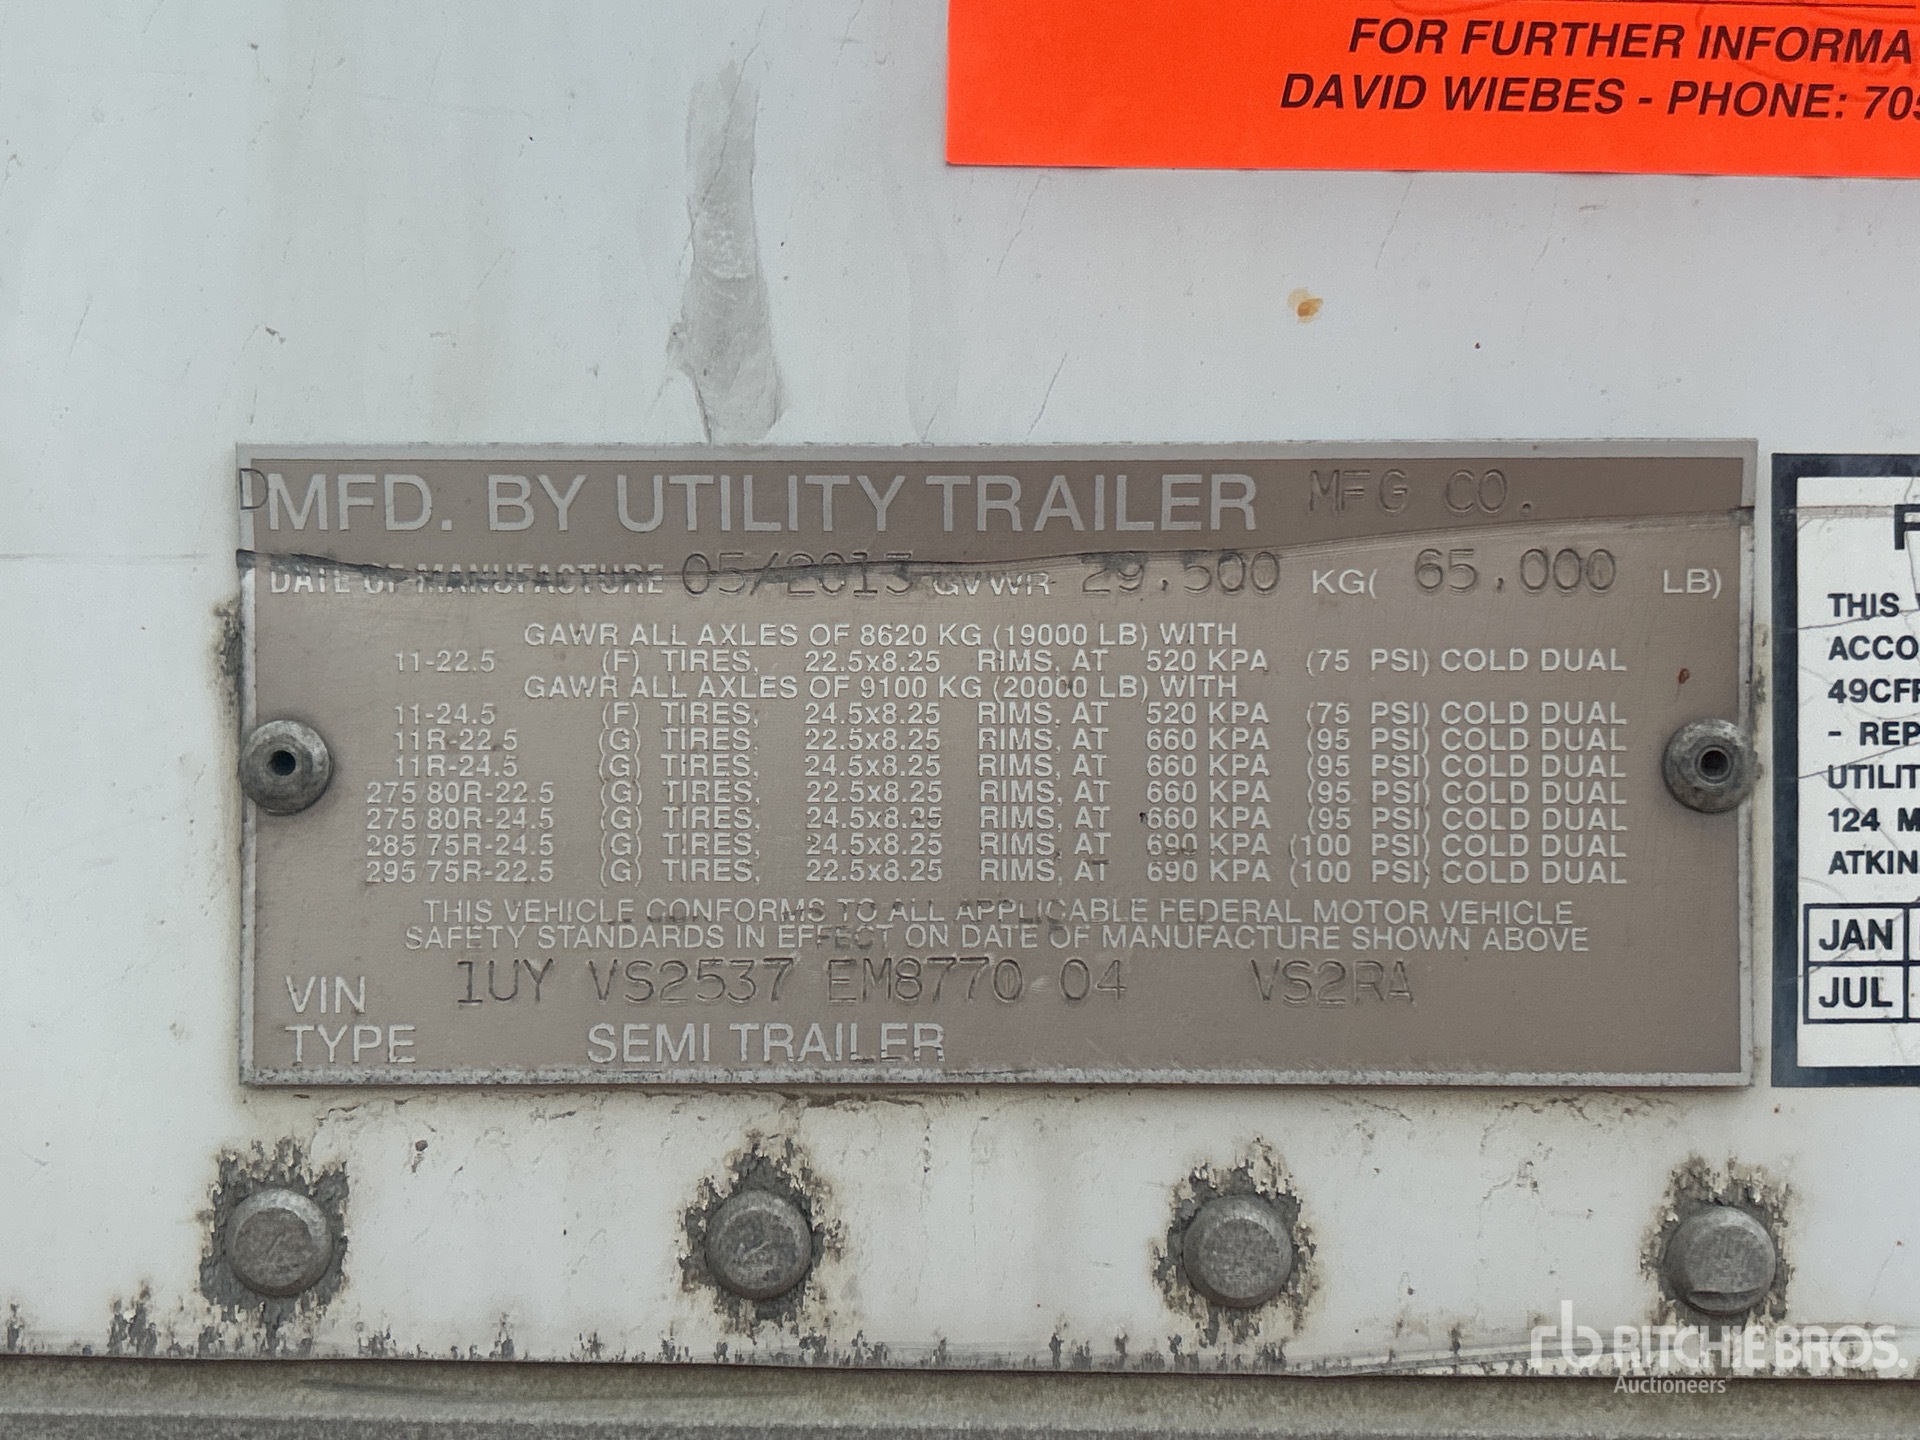 FOR FURTHER INFORMA
DAVID WIEBES - PHONE: 705
D MFD. BY UTILITY TRAILER MFG CO.
DATE OF MANUFACTURE 05/2013 GVWR 29.500 KG( 65.000 LB)
GAWR ALL AXLES OF 8620 KG (19000 LB) WITH
11-22.5 (F) TIRES, 22.5x8.25 RIMS, AT 520 KPA (75 PSI) COLD DUAL
GAWR ALL AXLES OF 9100 KG (20000 LB) WITH
11-24.5 (F) TIRES, 24.5x8.25 RIMS. AT 520 KPA (75 PSI) COLD DUAL
11R-22.5 (G) TIRES, 22.5x8.25 RIMS, AT 660 KPA (95 PSI) COLD DUAL
11R-24.5 (G) TIRES, 24.5x8.25 RIMS, AT 660 KPA (95 PSI) COLD DUAL
275/80R-22.5 (G) TIRES, 22.5x8.25 RIMS, AT 660 KPA (95 PSI) COLD DUAL
275/80R-24.5 (G) TIRES, 24.5x8.25 RIMS, AT 660 KPA (95 PSI) COLD DUAL
285/75R-24.5 (G) TIRES, 24.5x8.25 RIMS, AT 690 KPA (100 PSI) COLD DUAL
295/75R-22.5 (G) TIRES, 22.5x8.25 RIMS, AT 690 KPA (100 PSI) COLD DUAL
THIS VEHICLE CONFORMS TO ALL APPLICABLE FEDERAL MOTOR VEHICLE
SAFETY STANDARDS IN EFFECT ON DATE OF MANUFACTURE SHOWN ABOVE
VIN 1UY VS2537 EM8770 04 VS2RA
TYPE SEMI TRAILER
F
THIS V
ACCO
49CFR
- REP
UTILIT
124 M
ATKIN
JAN
JUL
rb RITCHIE BROS.
Auctioneers